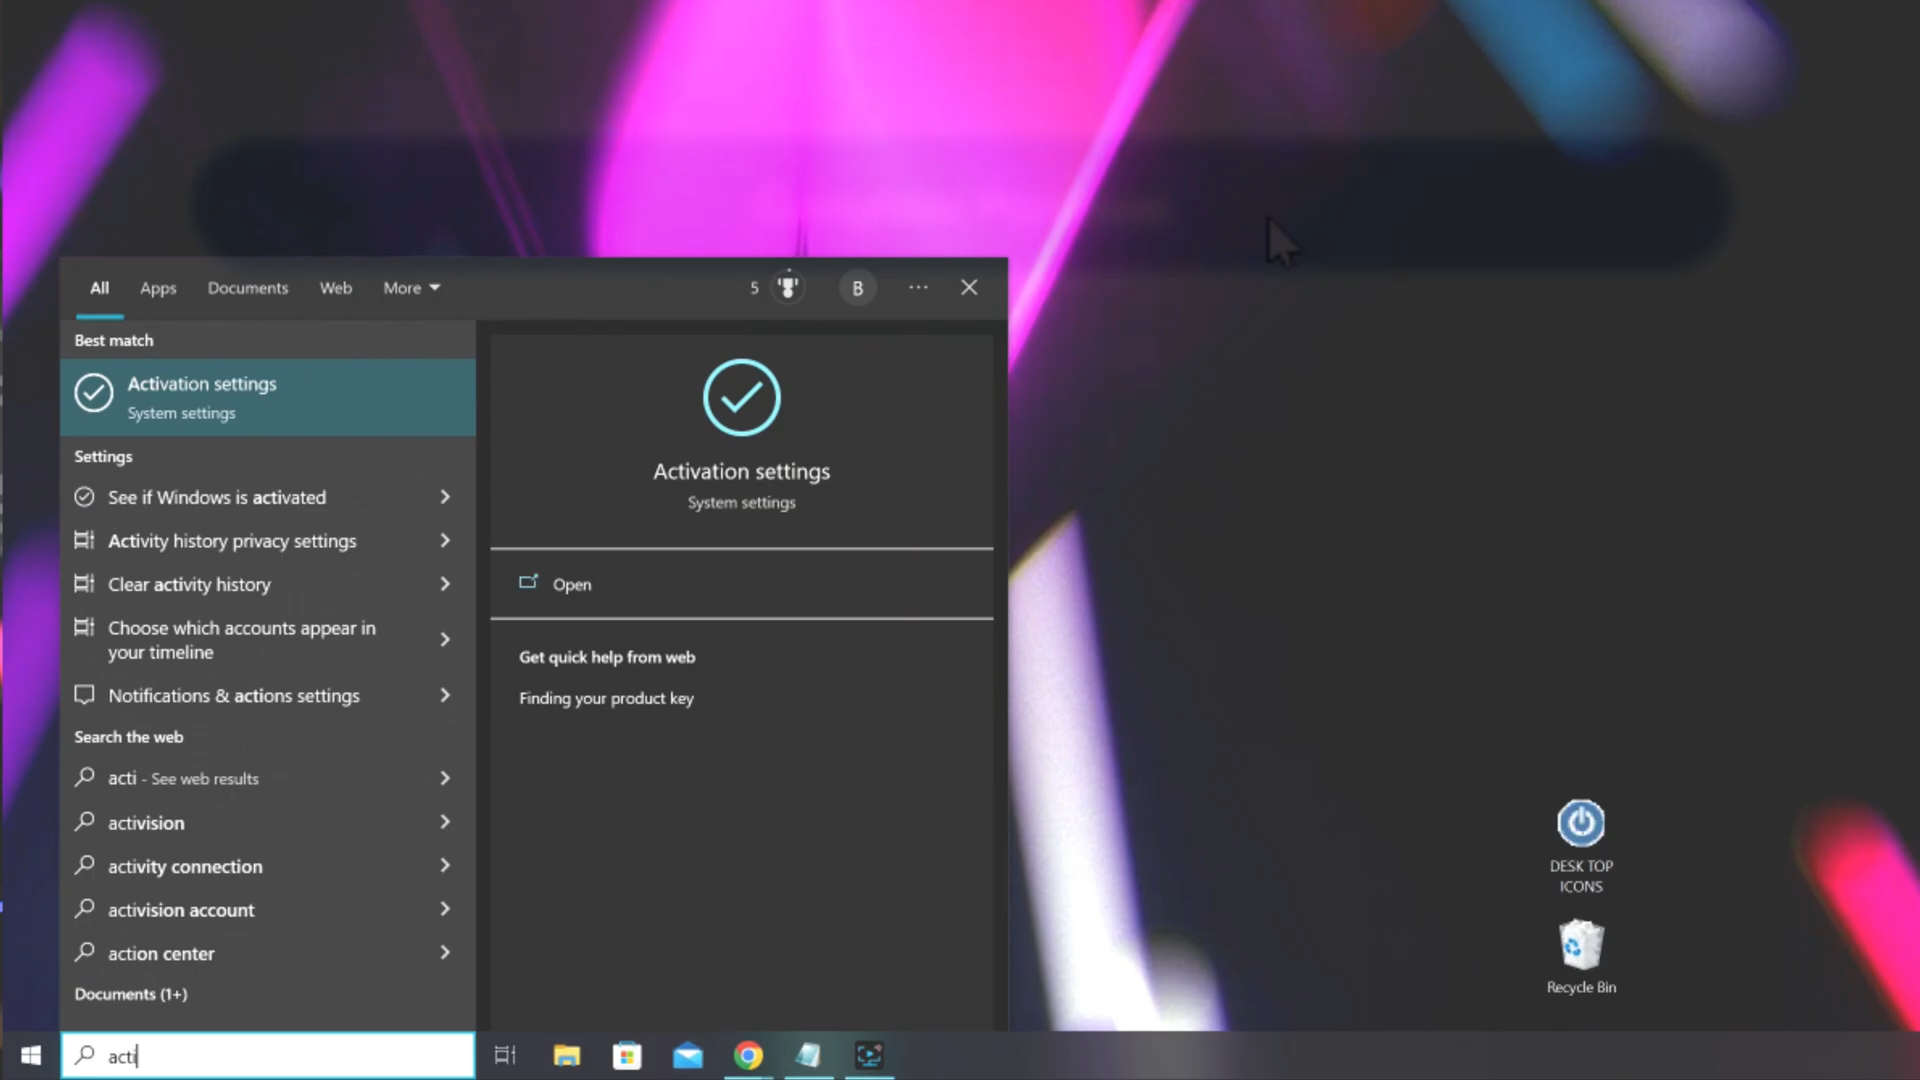 All Apps Documents Web More 5 B
Best match
Activation settings
System settings
Settings
See if Windows is activated
Activity history privacy settings
Clear activity history
Choose which accounts appear in
your timeline
Notifications & actions settings
Search the web
acti - See web results
activision
activity connection
activision account
action center
Documents (1+)
acti
Activation settings
System settings
Open
Get quick help from web
Finding your product key
DESK TOP
ICONS
Recycle Bin